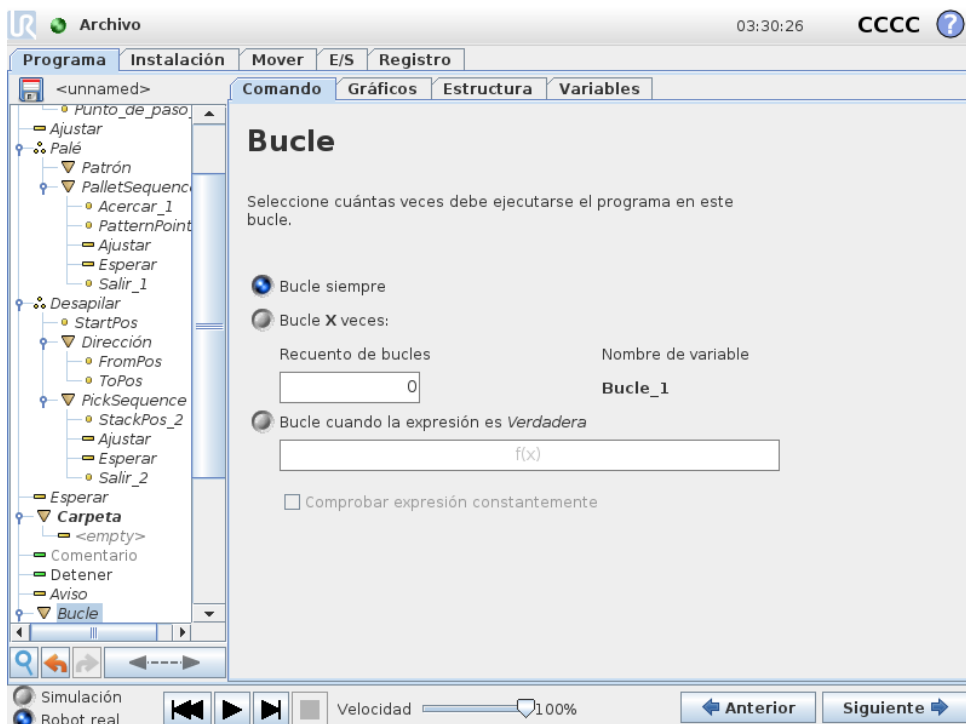 UR Archivo 03:30:26 CCCC ?
Programa Instalación Mover E/S Registro
<unnamed>
Comando Gráficos Estructura Variables
Punto_de_paso_
Ajustar
Palé
Patrón
PalletSequenc
Acercar_1
PatternPoint
Ajustar
Esperar
Salir_1
Desapilar
StartPos
Dirección
FromPos
ToPos
PickSequence
StackPos_2
Ajustar
Esperar
Salir_2
Esperar
Carpeta
<empty>
Comentario
Detener
Aviso
Bucle
Bucle
Seleccione cuántas veces debe ejecutarse el programa en este
bucle.
Bucle siempre
Bucle X veces:
Recuento de bucles Nombre de variable
0 Bucle_1
Bucle cuando la expresión es Verdadera
f(x)
Comprobar expresión constantemente
Simulación
Robot real
Velocidad 100%
Anterior Siguiente